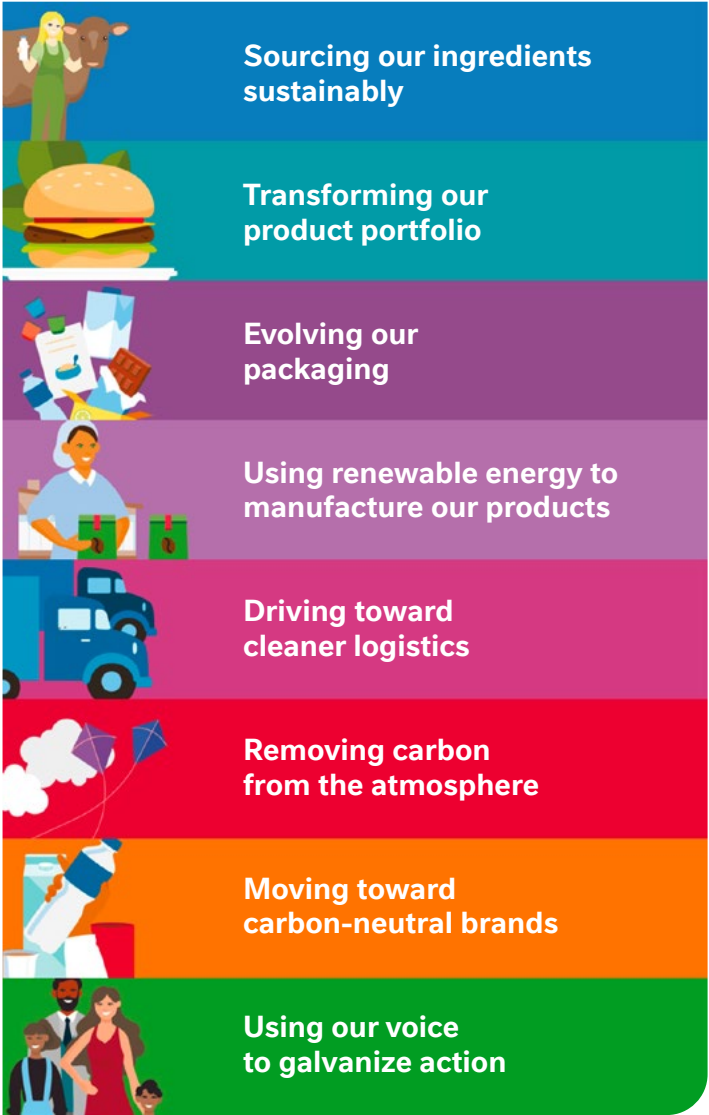 Sourcing our ingredients
sustainably
Transforming our
product portfolio
Evolving our
packaging
Using renewable energy to
manufacture our products
Driving toward
cleaner logistics
Removing carbon
from the atmosphere
Moving toward
carbon-neutral brands
Using our voice
to galvanize action